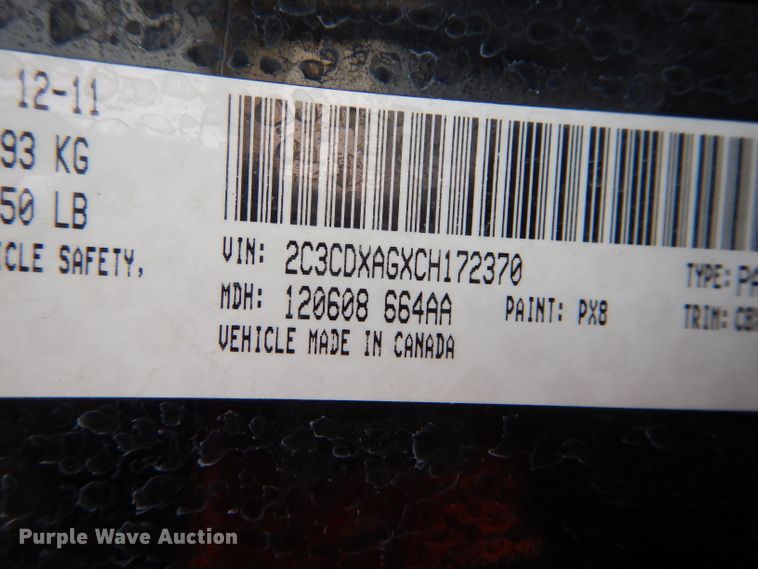 12-11
93 KG
50 LB
ICLE SAFETY,
VIN: 2C3CDXAGXCH172370
TYPE: PA
MDH: 120608 664AA
PAINT: PX8
TRIM: CB
VEHICLE MADE IN CANADA
Purple Wave Auction